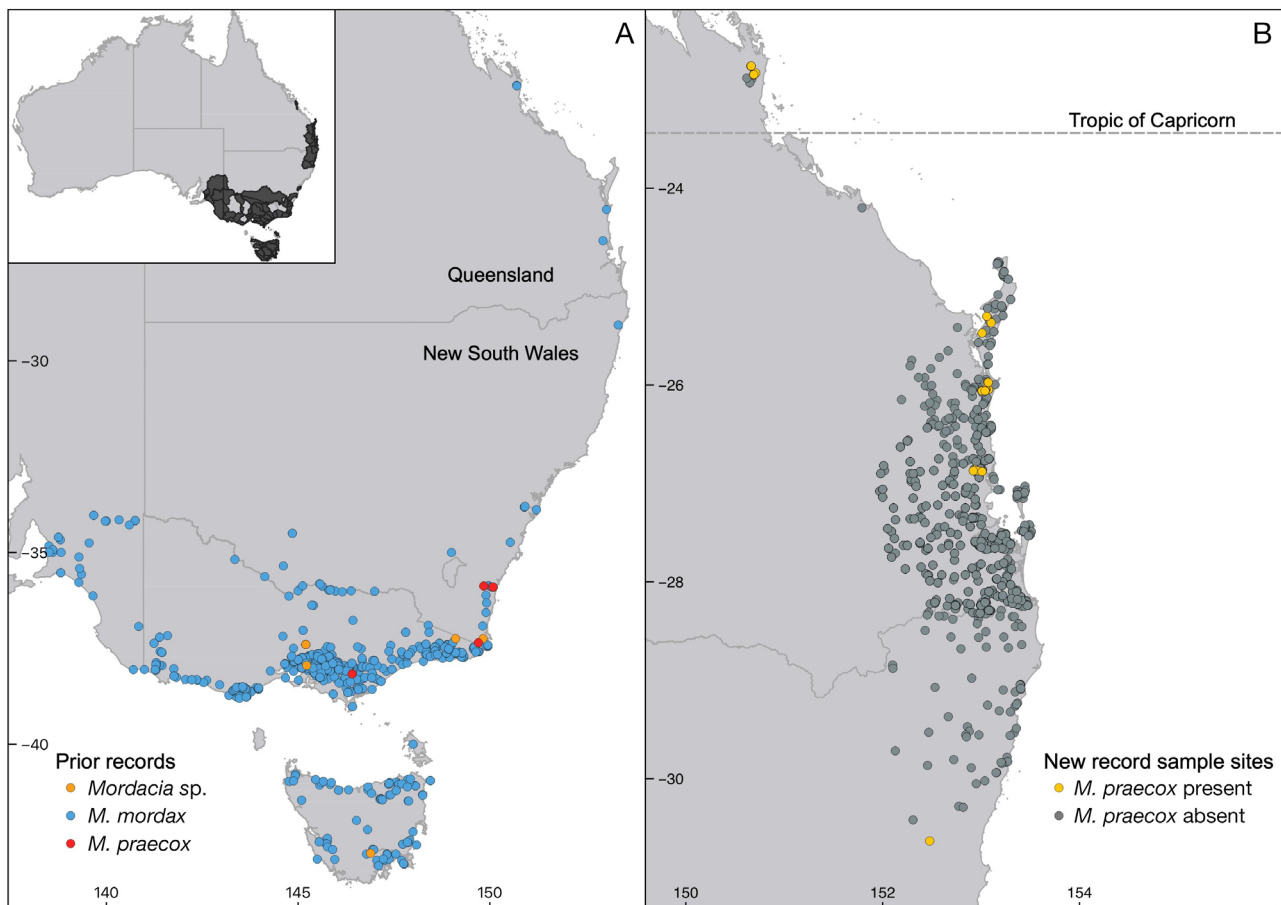 A
Queensland
New South Wales
−30
−35
−40
Prior records
Mordacia sp.
M. mordax
M. praecox
140
145
150
B
Tropic of Capricorn
−24
−26
−28
−30
New record sample sites
M. praecox present
M. praecox absent
150
152
154